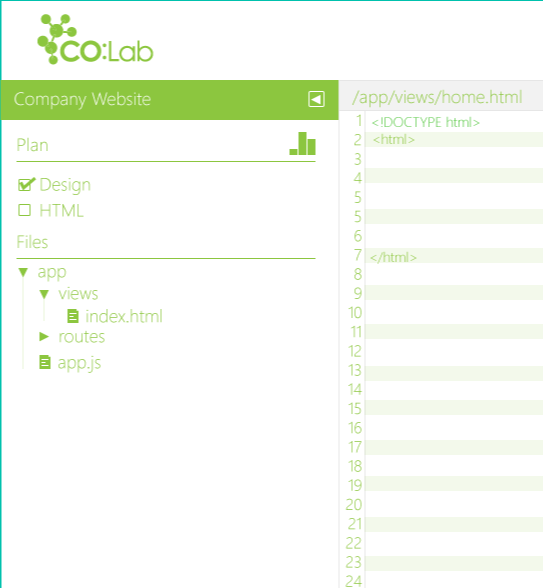 CO:Lab
Company Website
Plan
Design
HTML
Files
app
views
index.html
routes
app.js
/app/views/home.html
1 <!DOCTYPE html>
2 <html>
3
4
5
5
6
7 </html>
8
9
10
11
12
13
14
15
16
17
18
19
20
21
22
23
24